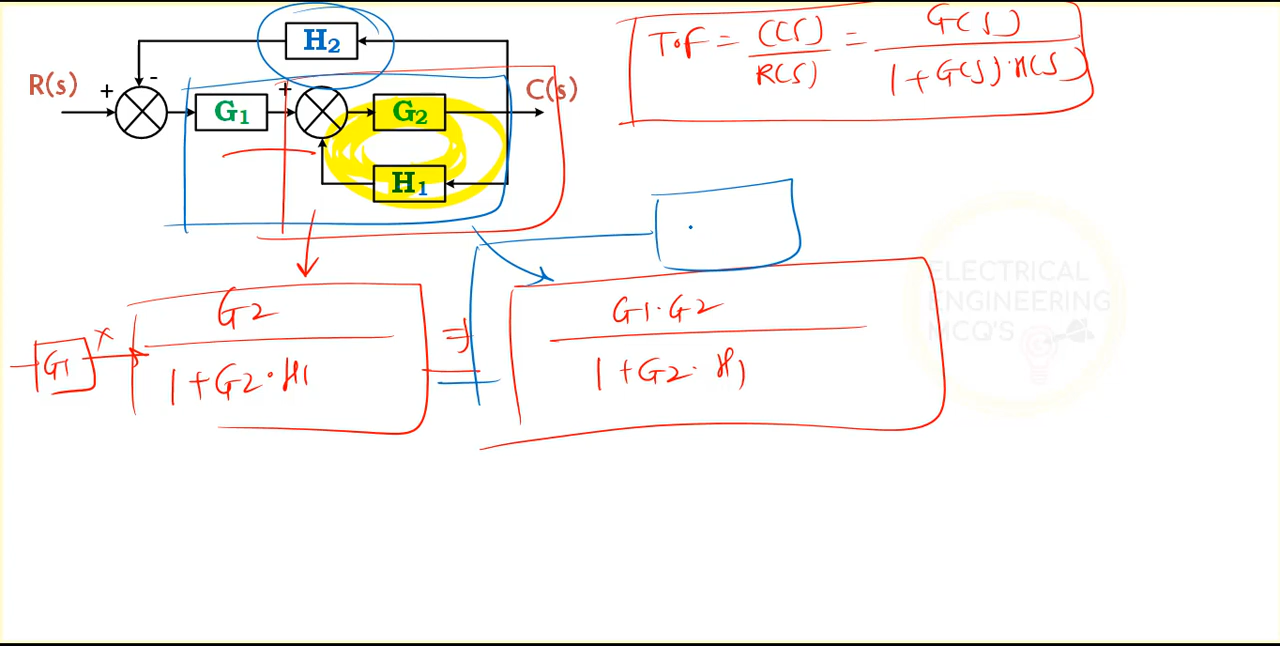 H₂
R(s)
+
-
G₁
+
G₂
C(s)
H₁
T.F = C(S) / R(S) = G(S) / 1+G(S)·H(S)
G1
x
G2
1+G2·H1
⇒
G1·G2
1+G2·H1
ELECTRICAL
ENGINEERING
MCQ'S